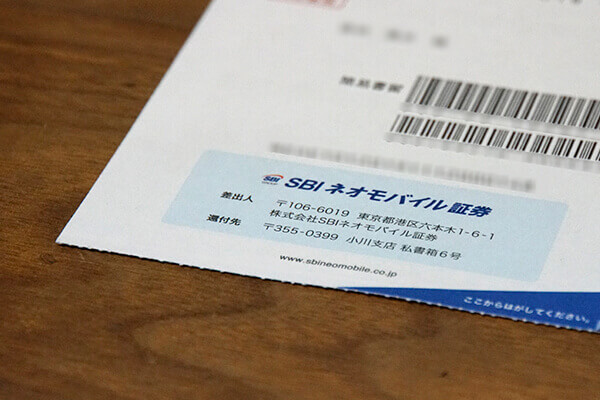 簡易書留
SBI ネオモバイル証券
差出人 〒106-6019 東京都港区六本木1-6-1
株式会社SBIネオモバイル証券
還付先 〒355-0399 小川支店 私書箱6号
www.sbineomobile.co.jp
ここからはがしてください。